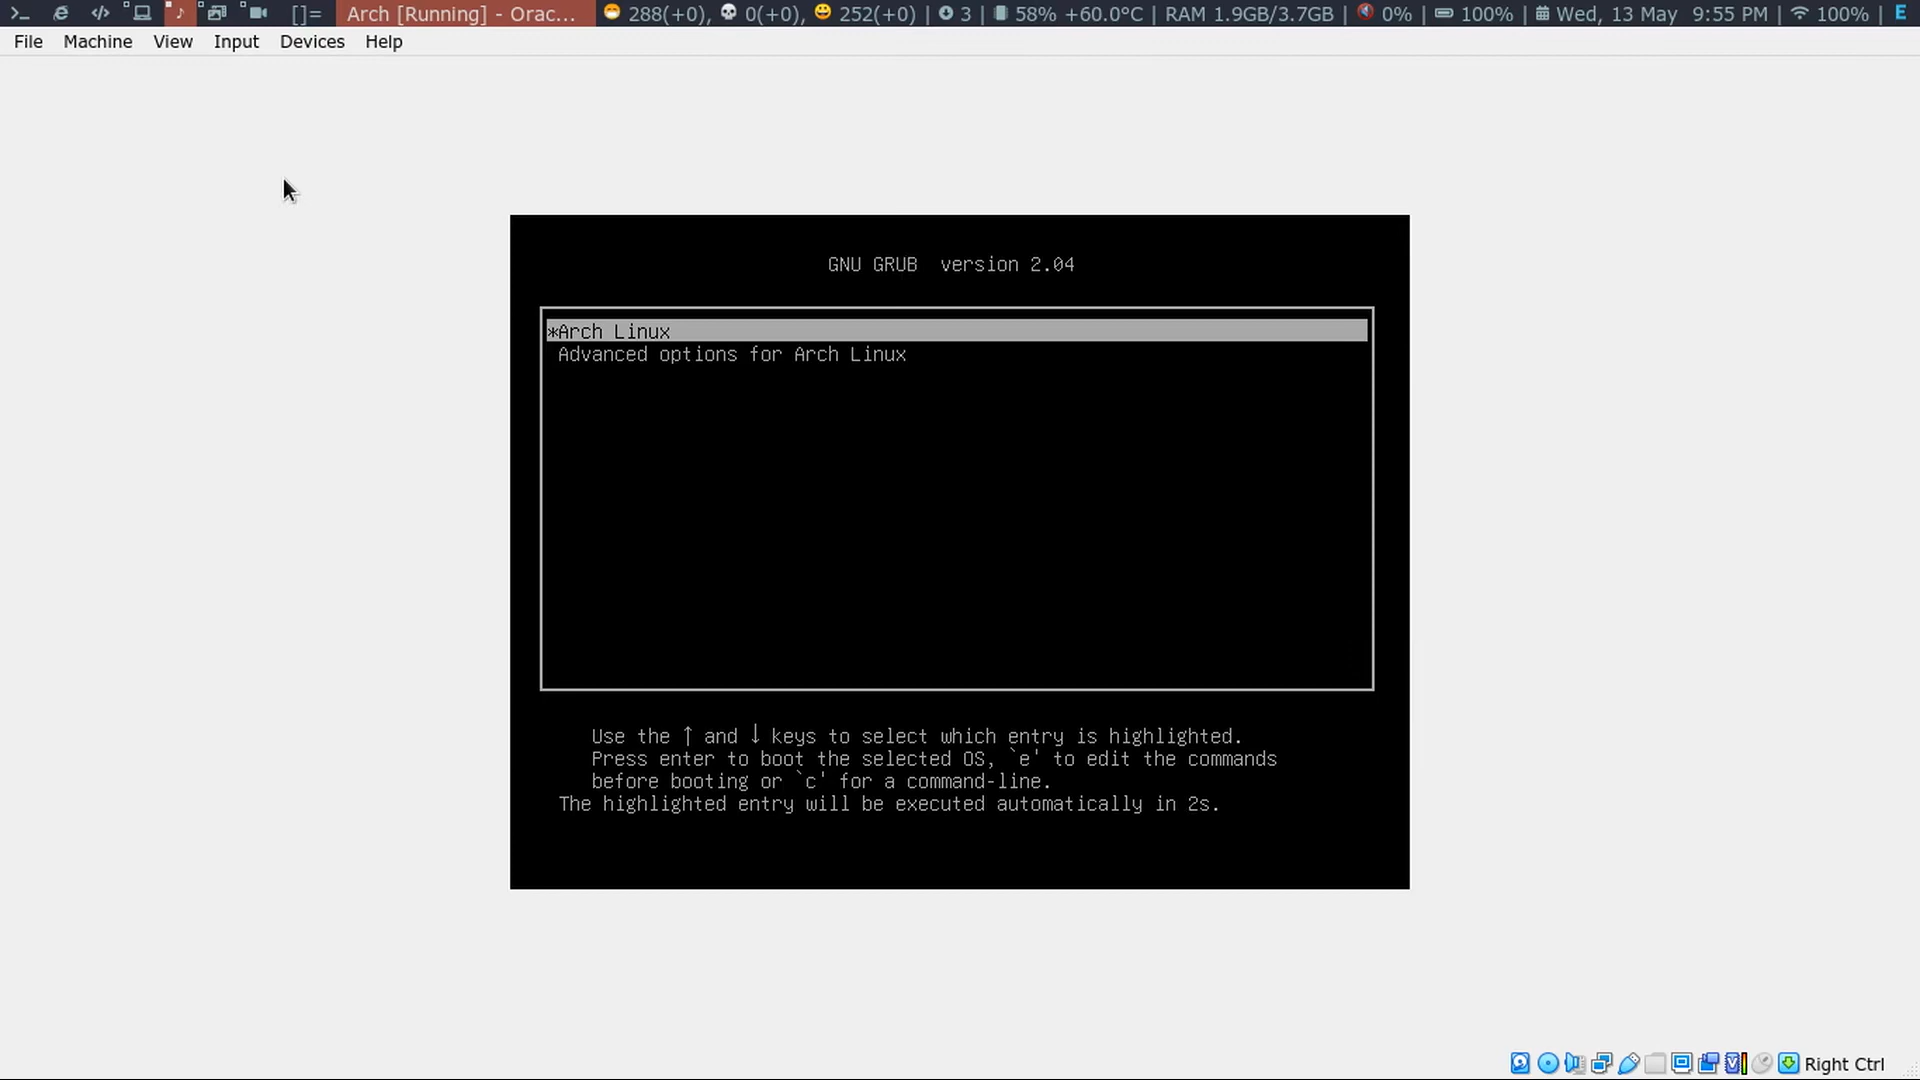 []= Arch [Running] - Orac... 288(+0), 0(+0), 252(+0) | 3 | 58% +60.0°C | RAM 1.9GB/3.7GB | 0% | 100% | Wed, 13 May 9:55 PM | 100% | E
File Machine View Input Devices Help
GNU GRUB version 2.04
*Arch Linux
Advanced options for Arch Linux
Use the ↑ and ↓ keys to select which entry is highlighted.
Press enter to boot the selected OS, `e' to edit the commands
before booting or `c' for a command-line.
The highlighted entry will be executed automatically in 2s.
Right Ctrl